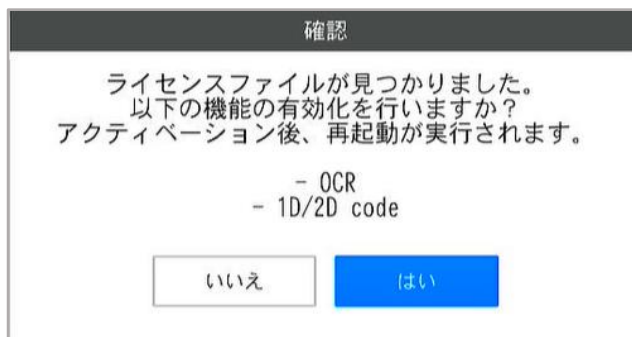 確認
ライセンスファイルが見つかりました。
以下の機能の有効化を行いますか?
アクティベーション後、再起動が実行されます。
- OCR
- 1D/2D code
いいえ
はい